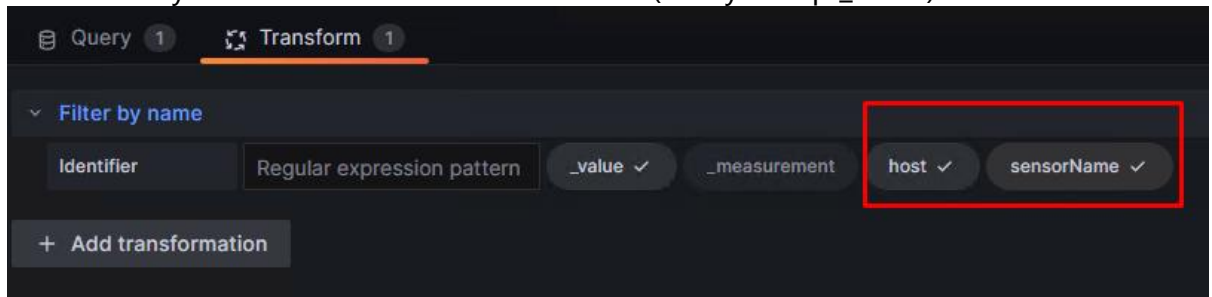 Query 1 Transform 1
Filter by name
Identifier Regular expression pattern _value _measurement host sensorName
+ Add transformation